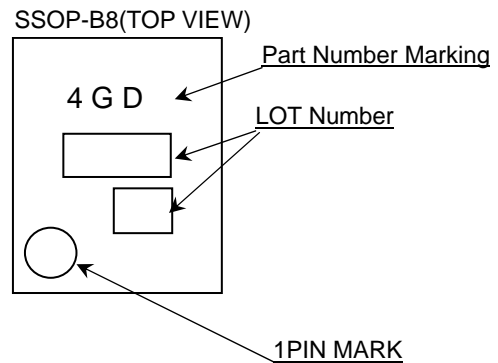 SSOP-B8(TOP VIEW)
Part Number Marking
4 G D
LOT Number
1PIN MARK